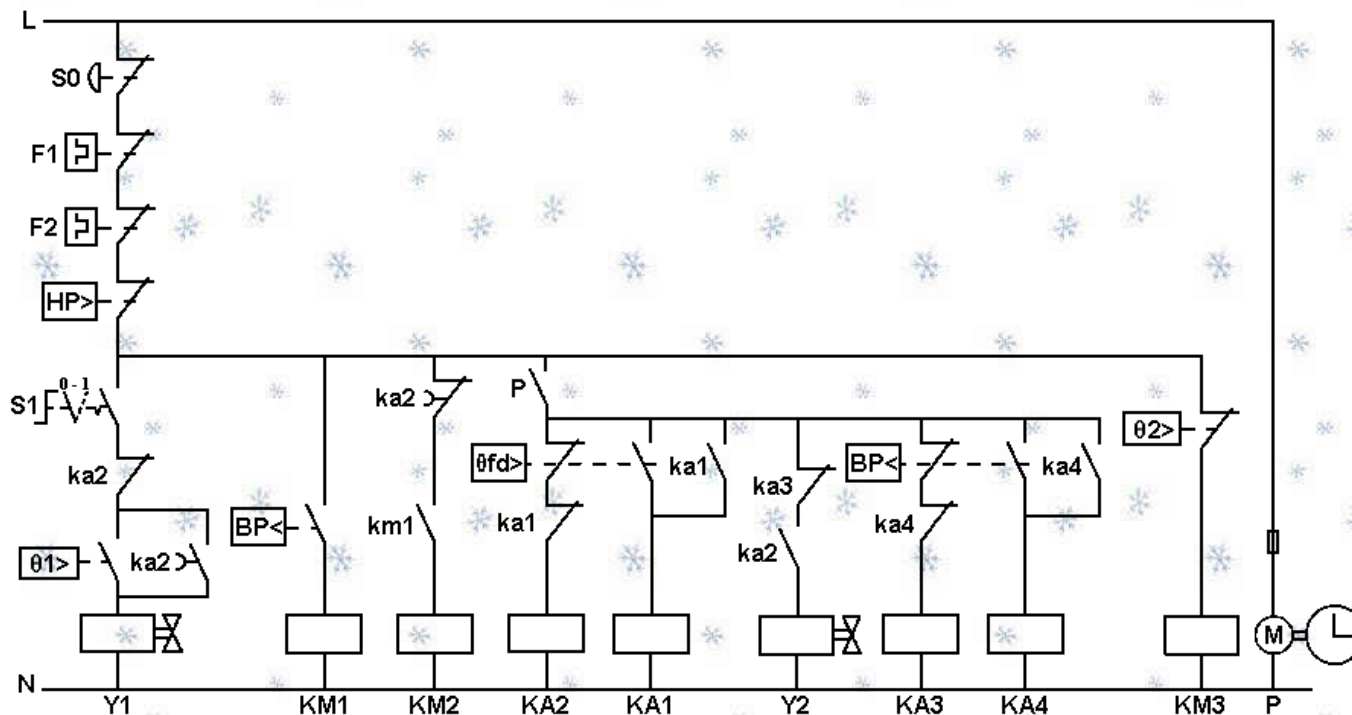 L
S0
F1
F2
HP>
0-1
S1
ka2
P
θ2>
ka2
θfd>
ka1
BP<
ka4
ka3
BP<
km1
ka1
ka4
θ1>
ka2
ka2
M
N
Y1 KM1 KM2 KA2 KA1 Y2 KA3 KA4 KM3 P